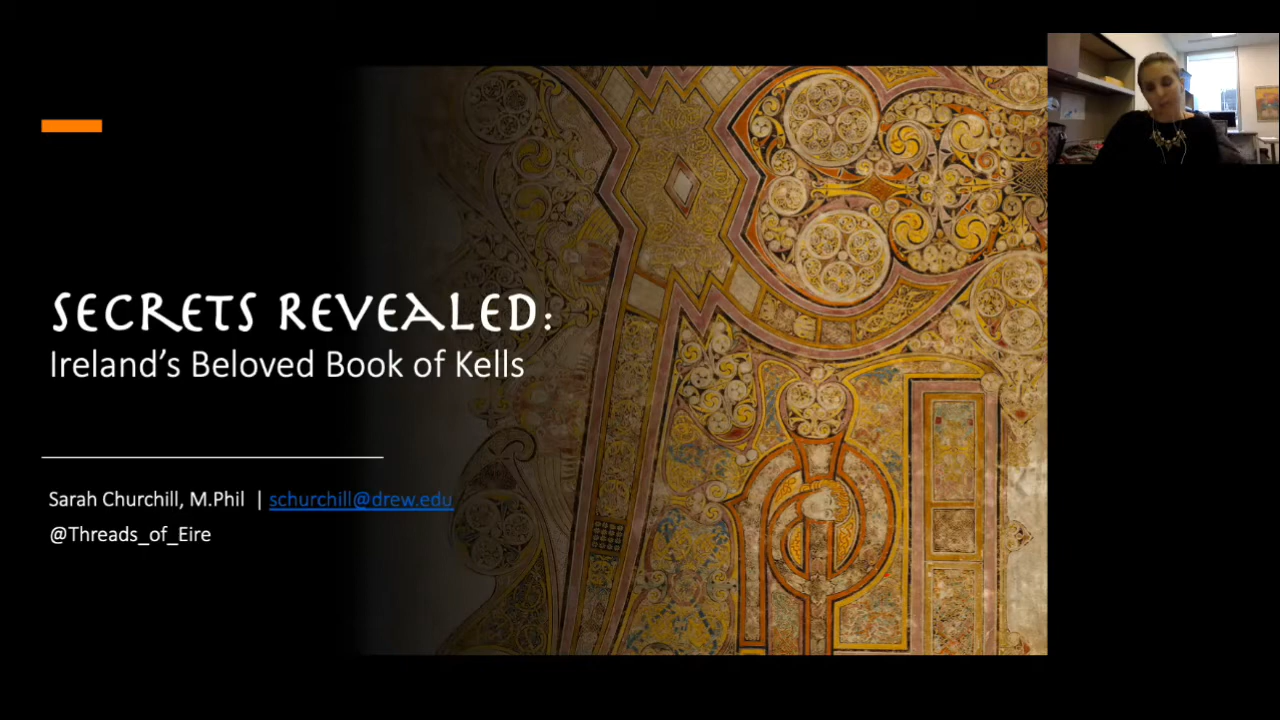 SECRETS REVEALED:
Ireland's Beloved Book of Kells
Sarah Churchill, M.Phil | schurchill@drew.edu
@Threads_of_Eire